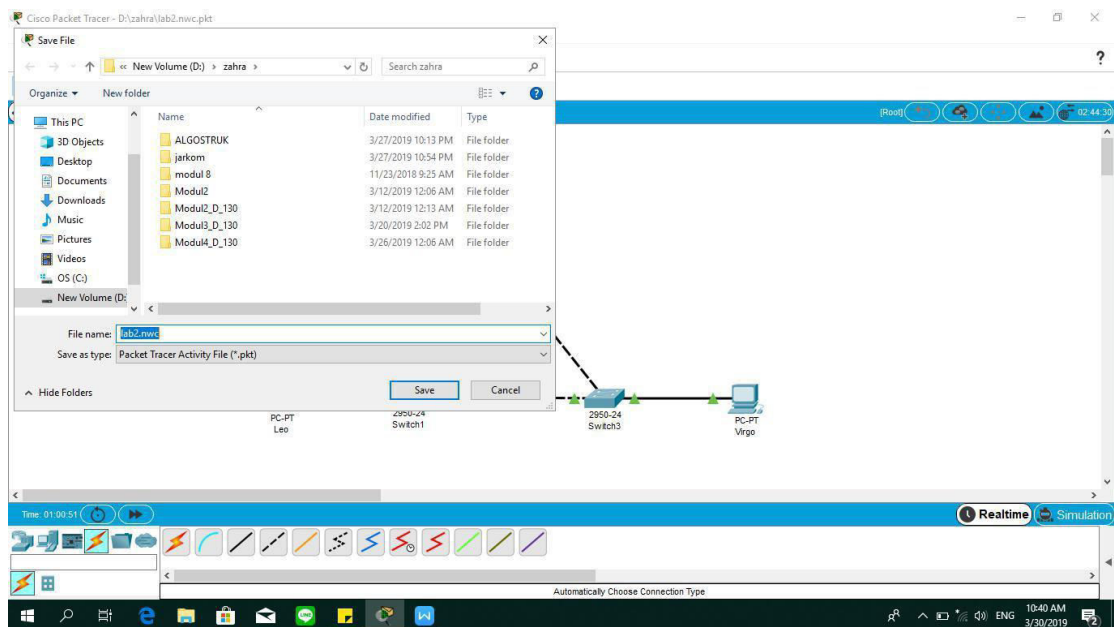 Cisco Packet Tracer - D:\zahra\lab2.nwc.pkt
Save File
« New Volume (D:) › zahra ›
Search zahra
?
Organize
New folder
This PC
3D Objects
Desktop
Documents
Downloads
Music
Pictures
Videos
OS (C:)
New Volume (D:
Name Date modified Type
ALGOSTRUK 3/27/2019 10:13 PM File folder
jarkom 3/27/2019 10:54 PM File folder
modul 8 11/23/2018 9:25 AM File folder
Modul2 3/12/2019 12:06 AM File folder
Modul2_D_130 3/12/2019 12:13 AM File folder
Modul3_D_130 3/20/2019 2:02 PM File folder
Modul4_D_130 3/26/2019 12:06 AM File folder
File name: lab2.nwc
Save as type: Packet Tracer Activity File (*.pkt)
Hide Folders
Save
Cancel
[Root]
02:44:30
PC-PT
Leo
2950-24
Switch1
2950-24
Switch3
PC-PT
Virgo
Time: 01:00:51
Realtime
Simulation
Automatically Choose Connection Type
ENG
10:40 AM
3/30/2019
2